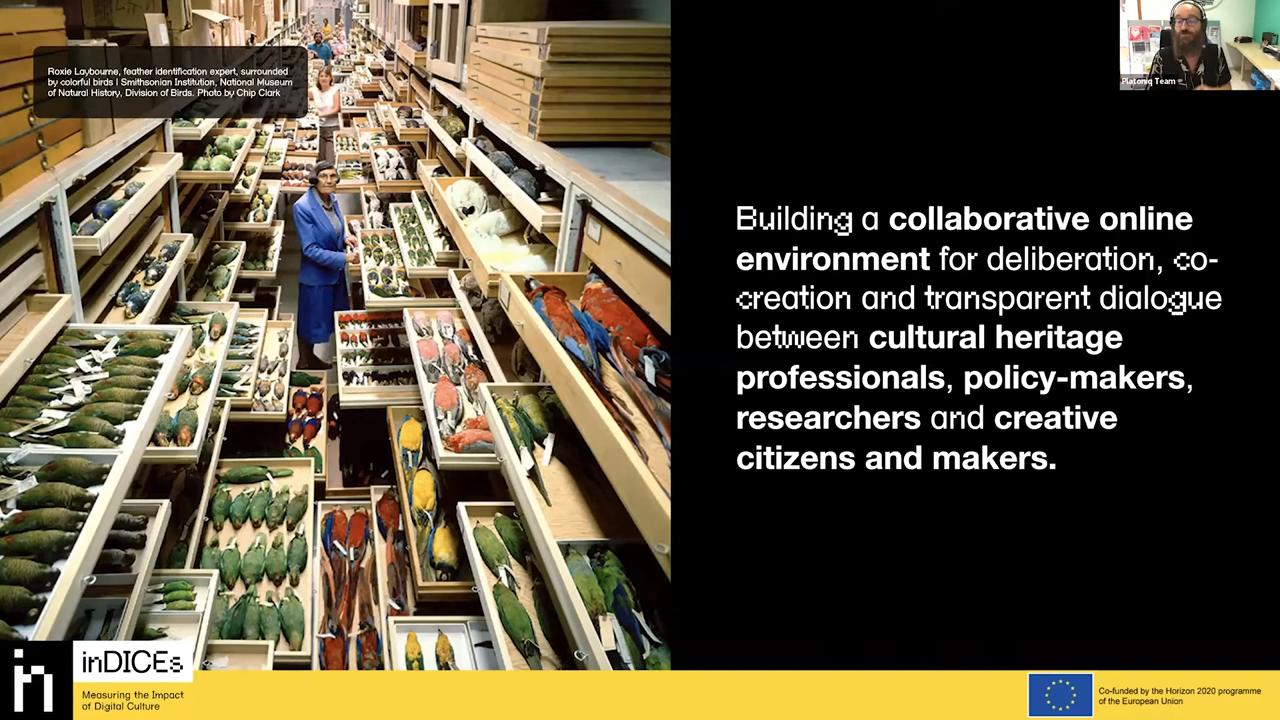 Roxie Laybourne, feather identification expert, surrounded
by colorful birds | Smithsonian Institution, National Museum
of Natural History, Division of Birds. Photo by Chip Clark
Platoniq Team
Building a collaborative online
environment for deliberation, co-
creation and transparent dialogue
between cultural heritage
professionals, policy-makers,
researchers and creative
citizens and makers.
in
inDICEs
Measuring the Impact
of Digital Culture
Co-funded by the Horizon 2020 programme
of the European Union